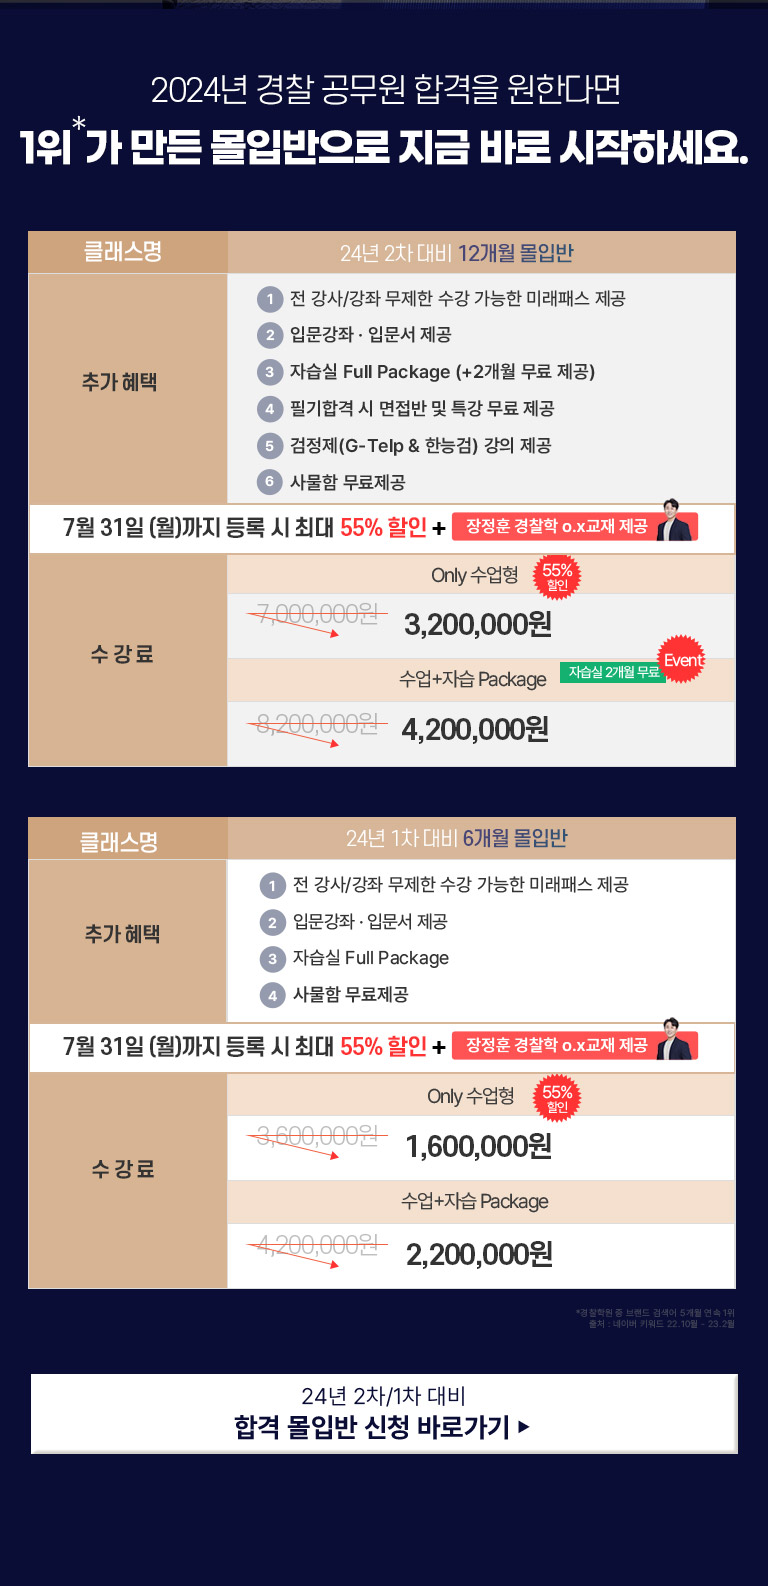 2024년 경찰 공무원 합격을 원한다면
1위*가 만든 몰입반으로 지금 바로 시작하세요.
클래스명
24년 2차 대비 12개월 몰입반
추가 혜택
1 전 강사/강좌 무제한 수강 가능한 미래패스 제공
2 입문강좌 · 입문서 제공
3 자습실 Full Package (+2개월 무료 제공)
4 필기합격 시 면접반 및 특강 무료 제공
5 검정제(G-Telp & 한능검) 강의 제공
6 사물함 무료제공
7월 31일 (월)까지 등록 시 최대 55% 할인 + 장정훈 경찰학 o.x교재 제공
수 강 료
Only 수업형
55%
할인
7,000,000원 3,200,000원
수업+자습 Package 자습실 2개월 무료 Event
8,200,000원 4,200,000원
클래스명
24년 1차 대비 6개월 몰입반
추가 혜택
1 전 강사/강좌 무제한 수강 가능한 미래패스 제공
2 입문강좌 · 입문서 제공
3 자습실 Full Package
4 사물함 무료제공
7월 31일 (월)까지 등록 시 최대 55% 할인 + 장정훈 경찰학 o.x교재 제공
수 강 료
Only 수업형
55%
할인
3,600,000원 1,600,000원
수업+자습 Package
4,200,000원 2,200,000원
*경찰학원 중 브랜드 검색어 5개월 연속 1위
출처 : 네이버 키워드 22.10월 - 23.2월
24년 2차/1차 대비
합격 몰입반 신청 바로가기 ▶